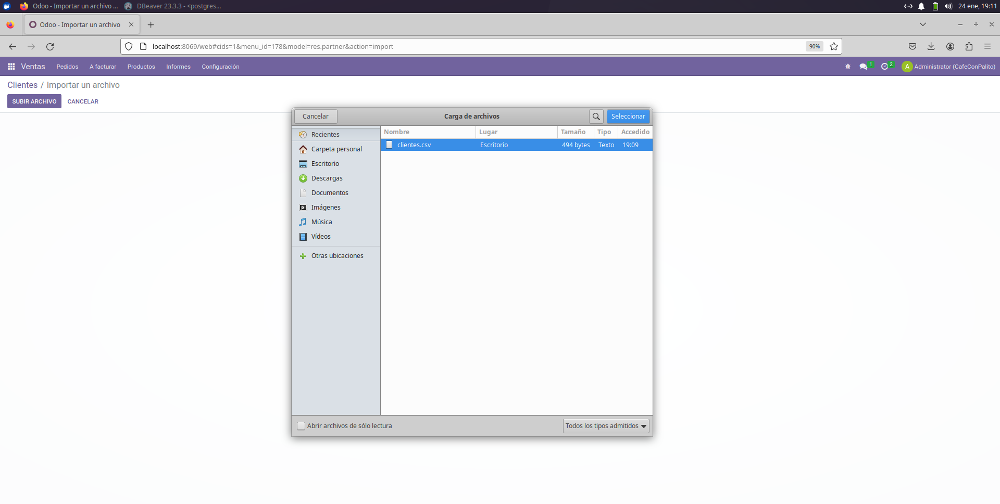 Odoo - Importar un archivo ...
DBeaver 23.3.3 - <postgres...
24 ene, 19:11
Odoo - Importar un archivo
localhost:8069/web#cids=1&menu_id=178&model=res.partner&action=import
90%
Ventas
Pedidos
A facturar
Productos
Informes
Configuración
1
2
A
Administrator (CafeConPalito)
Clientes / Importar un archivo
SUBIR ARCHIVO
CANCELAR
Cancelar
Carga de archivos
Seleccionar
Recientes
Carpeta personal
Escritorio
Descargas
Documentos
Imágenes
Música
Vídeos
Otras ubicaciones
Nombre Lugar Tamaño Tipo Accedido
clientes.csv Escritorio 494 bytes Texto 19:09
Abrir archivos de sólo lectura
Todos los tipos admitidos